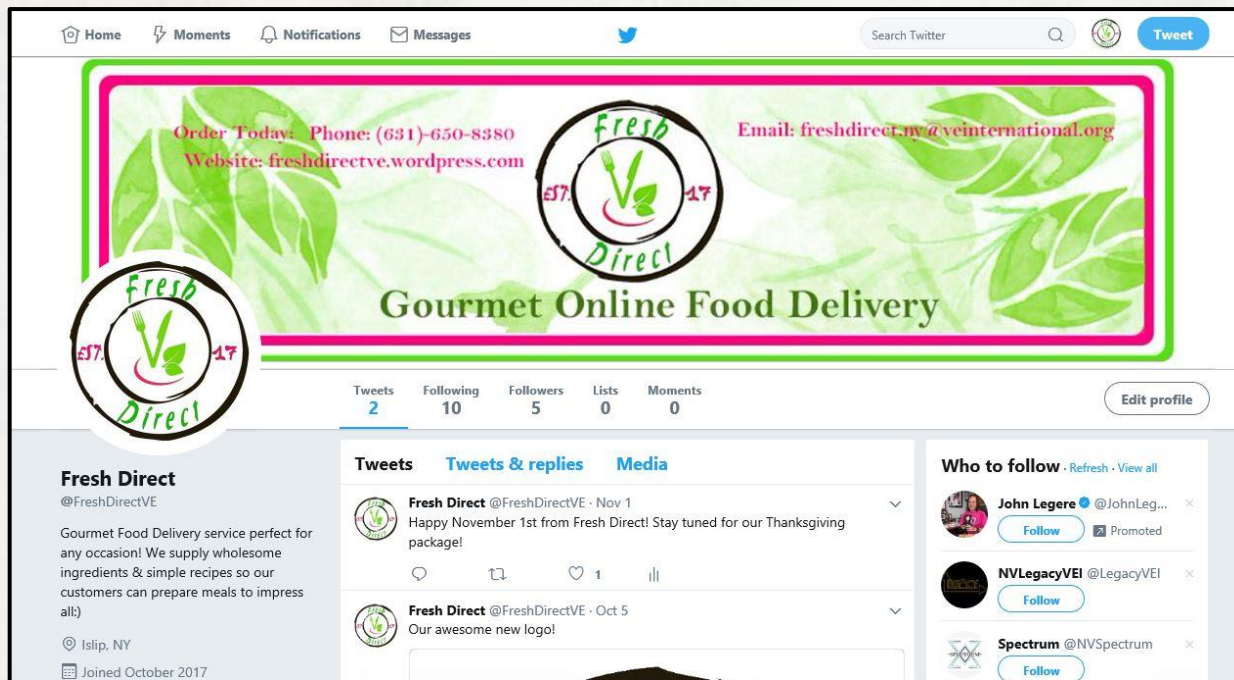 Home Moments Notifications Messages Search Twitter Tweet
Order Today: Phone: (631)-650-8380
Website: freshdirectve.wordpress.com
Fresh
EST. 17
Direct
Email: freshdirect.ny@veinternational.org
Gourmet Online Food Delivery
Fresh
EST. 17
Direct
Tweets Following Followers Lists Moments
2 10 5 0 0
Edit profile
Fresh Direct
@FreshDirectVE
Gourmet Food Delivery service perfect for
any occasion! We supply wholesome
ingredients & simple recipes so our
customers can prepare meals to impress
all:)
Islip, NY
Joined October 2017
Tweets Tweets & replies Media
Fresh Direct @FreshDirectVE · Nov 1
Happy November 1st from Fresh Direct! Stay tuned for our Thanksgiving
package!
1
Fresh Direct @FreshDirectVE · Oct 5
Our awesome new logo!
Who to follow · Refresh · View all
John Legere @JohnLeg...
Follow Promoted
NVLegacyVEI @LegacyVEI
Follow
Spectrum @NVSpectrum
Follow